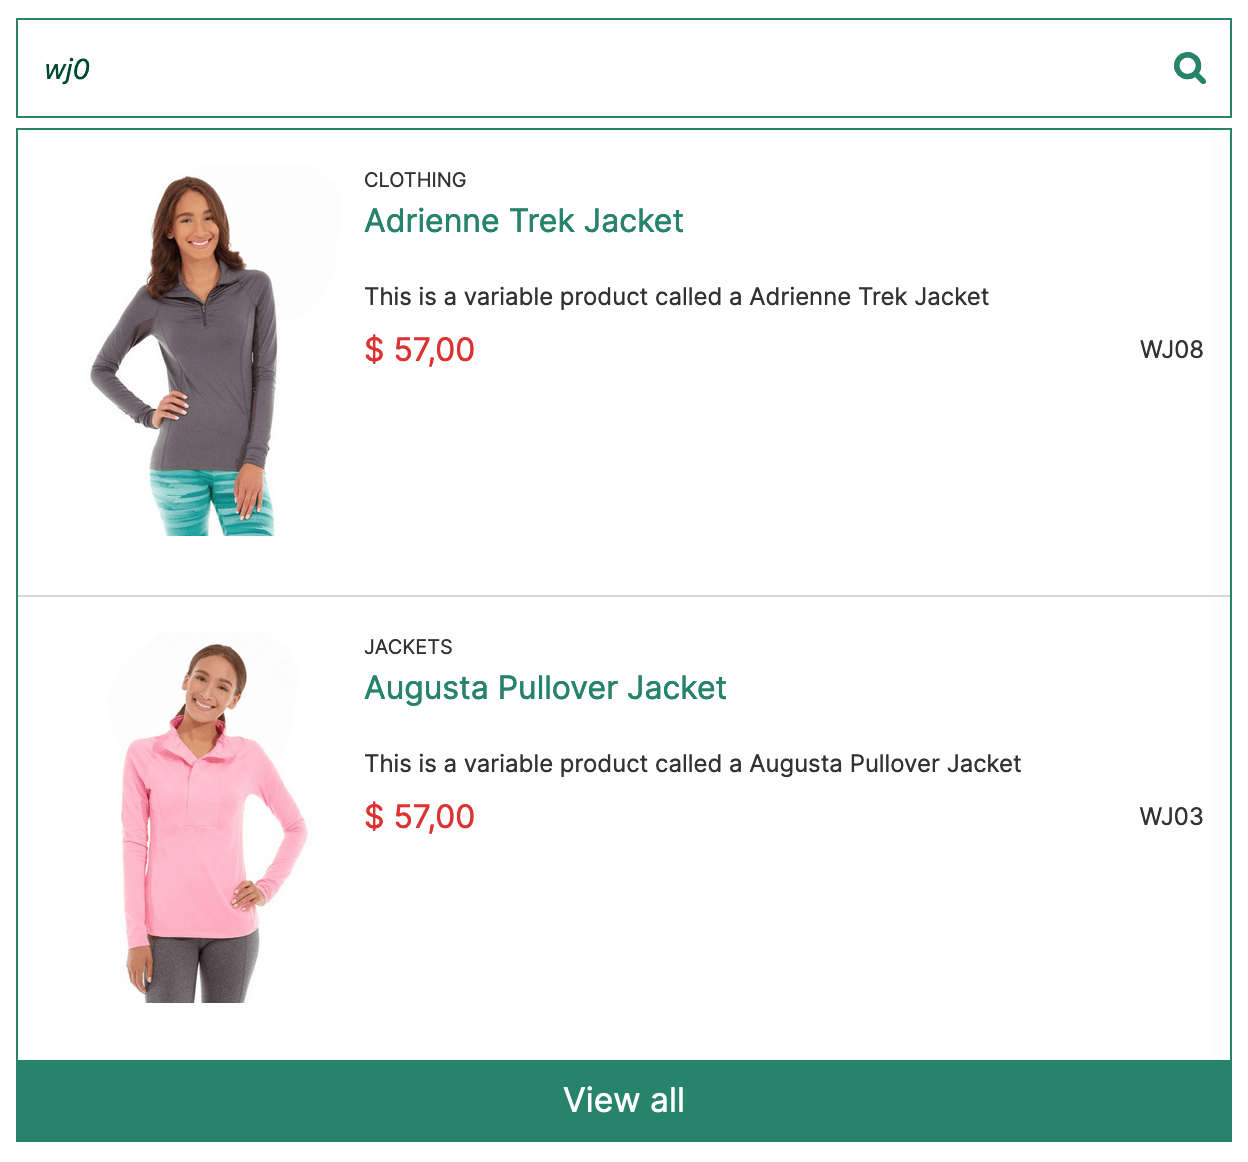 wj0
CLOTHING
Adrienne Trek Jacket
This is a variable product called a Adrienne Trek Jacket
$ 57,00
WJ08
JACKETS
Augusta Pullover Jacket
This is a variable product called a Augusta Pullover Jacket
$ 57,00
WJ03
View all